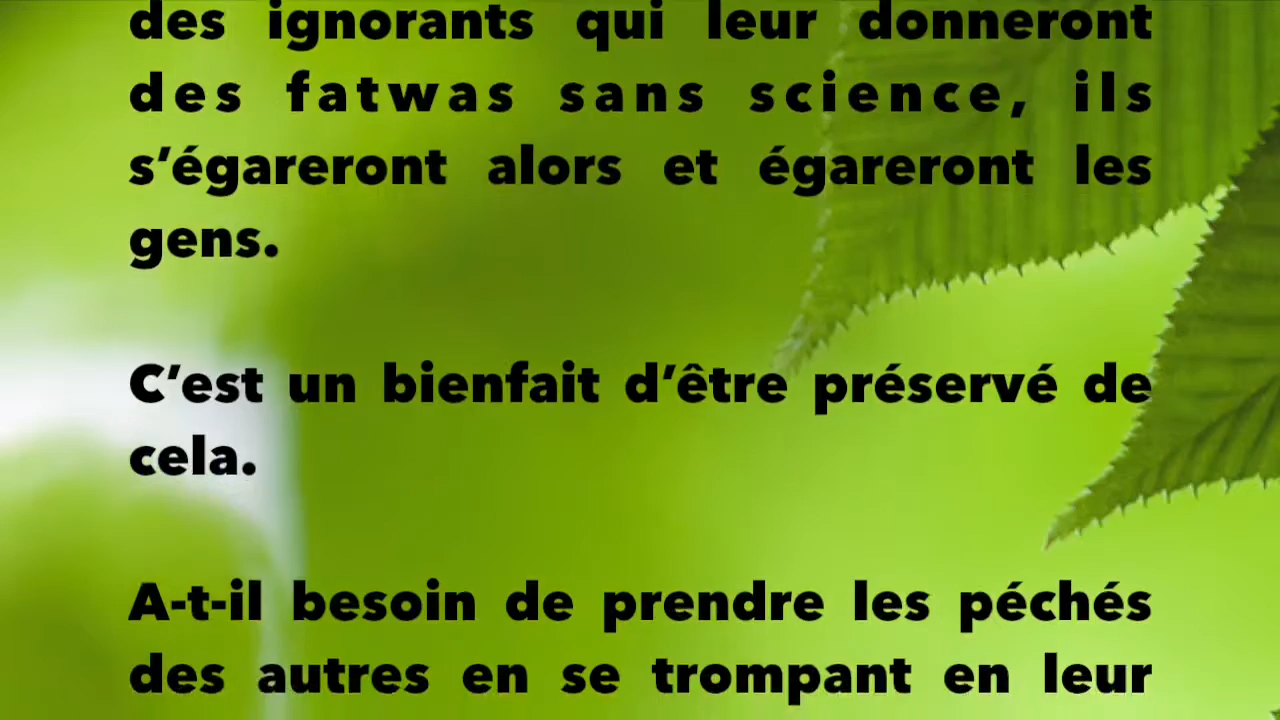 des ignorants qui leur donneront
des fatwas sans science, ils
s’égareront alors et égareront les
gens.
C’est un bienfait d’être préservé de
cela.
A-t-il besoin de prendre les péchés
des autres en se trompant en leur